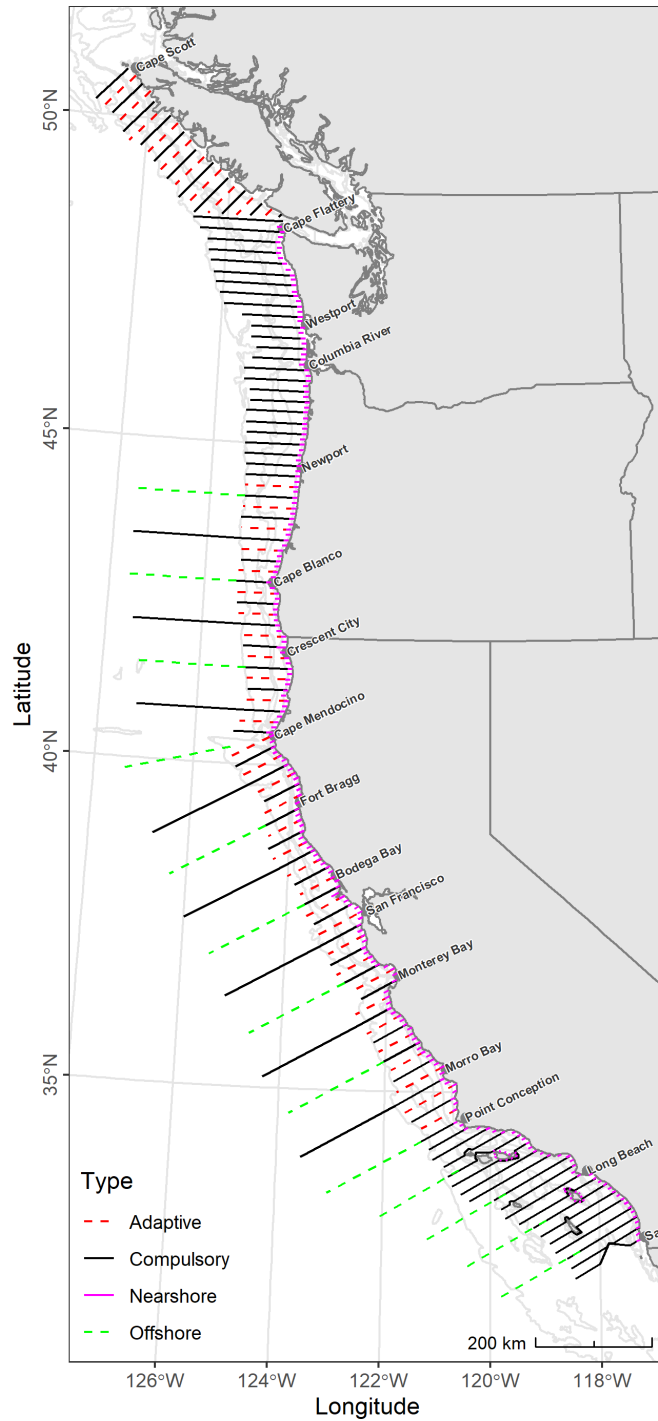 Cape Scott
50°N
Cape Flattery
Westport
Columbia River
45°N
Newport
Cape Blanco
Crescent City
Latitude
Cape Mendocino
40°N
Fort Bragg
Bodega Bay
San Francisco
Monterey Bay
35°N
Morro Bay
Point Conception
Long Beach
Sa
Type
Adaptive
Compulsory
Nearshore
Offshore
200 km
126°W
124°W
122°W
120°W
118°W
Longitude